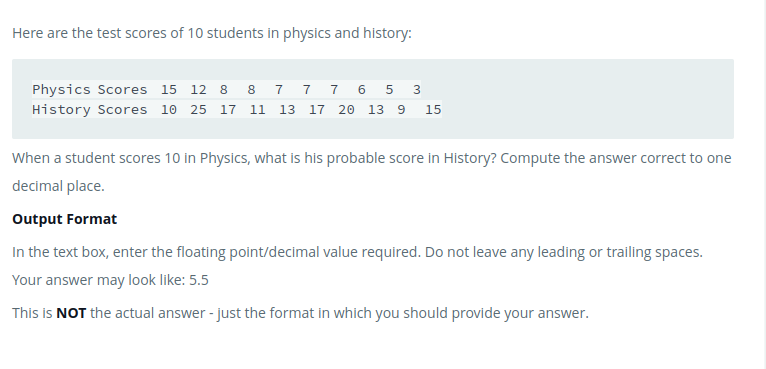 Here are the test scores of 10 students in physics and history:
Physics Scores 15 12 8 8 7 7 7 6 5 3
History Scores 10 25 17 11 13 17 20 13 9 15
When a student scores 10 in Physics, what is his probable score in History? Compute the answer correct to one
decimal place.
Output Format
In the text box, enter the floating point/decimal value required. Do not leave any leading or trailing spaces.
Your answer may look like: 5.5
This is NOT the actual answer - just the format in which you should provide your answer.